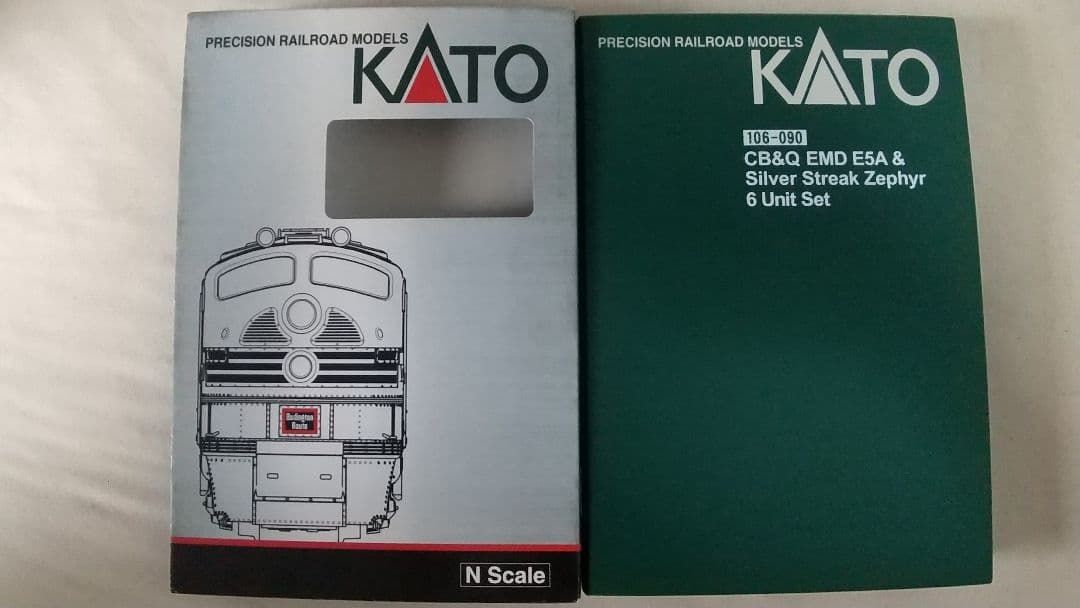 PRECISION RAILROAD MODELS
KATO
Burlington
Route
N Scale
PRECISION RAILROAD MODELS
KATO
106-090
CB&Q EMD E5A &
Silver Streak Zephyr
6 Unit Set